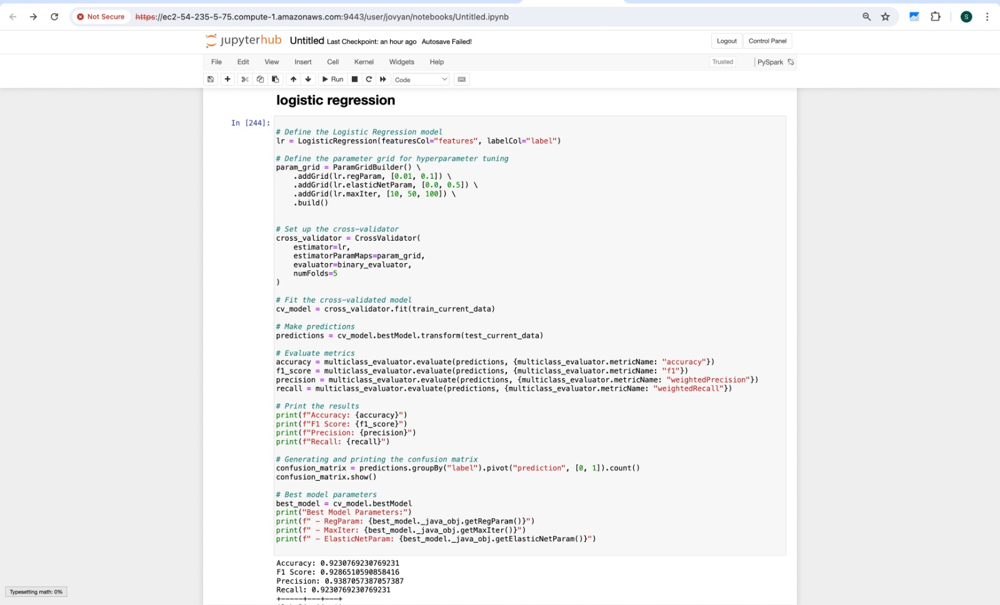 Not Secure https://ec2-54-235-5-75.compute-1.amazonaws.com:9443/user/jovyan/notebooks/Untitled.ipynb S
jupyterhub Untitled Last Checkpoint: an hour ago Autosave Failed! Logout Control Panel
File Edit View Insert Cell Kernel Widgets Help Trusted PySpark
Run Code
logistic regression
In [244]:
# Define the Logistic Regression model
lr = LogisticRegression(featuresCol="features", labelCol="label")
# Define the parameter grid for hyperparameter tuning
param_grid = ParamGridBuilder() \
    .addGrid(lr.regParam, [0.01, 0.1]) \
    .addGrid(lr.elasticNetParam, [0.0, 0.5]) \
    .addGrid(lr.maxIter, [10, 50, 100]) \
    .build()
# Set up the cross-validator
cross_validator = CrossValidator(
    estimator=lr,
    estimatorParamMaps=param_grid,
    evaluator=binary_evaluator,
    numFolds=5
)
# Fit the cross-validated model
cv_model = cross_validator.fit(train_current_data)
# Make predictions
predictions = cv_model.bestModel.transform(test_current_data)
# Evaluate metrics
accuracy = multiclass_evaluator.evaluate(predictions, {multiclass_evaluator.metricName: "accuracy"})
f1_score = multiclass_evaluator.evaluate(predictions, {multiclass_evaluator.metricName: "f1"})
precision = multiclass_evaluator.evaluate(predictions, {multiclass_evaluator.metricName: "weightedPrecision"})
recall = multiclass_evaluator.evaluate(predictions, {multiclass_evaluator.metricName: "weightedRecall"})
# Print the results
print(f"Accuracy: {accuracy}")
print(f"F1 Score: {f1_score}")
print(f"Precision: {precision}")
print(f"Recall: {recall}")
# Generating and printing the confusion matrix
confusion_matrix = predictions.groupBy("label").pivot("prediction", [0, 1]).count()
confusion_matrix.show()
# Best model parameters
best_model = cv_model.bestModel
print("Best Model Parameters:")
print(f" - RegParam: {best_model._java_obj.getRegParam()}")
print(f" - MaxIter: {best_model._java_obj.getMaxIter()}")
print(f" - ElasticNetParam: {best_model._java_obj.getElasticNetParam()}")
Accuracy: 0.9230769230769231
F1 Score: 0.9286510590858416
Precision: 0.9387057387057387
Recall: 0.9230769230769231
+-----+---+---+
Typesetting math: 0%